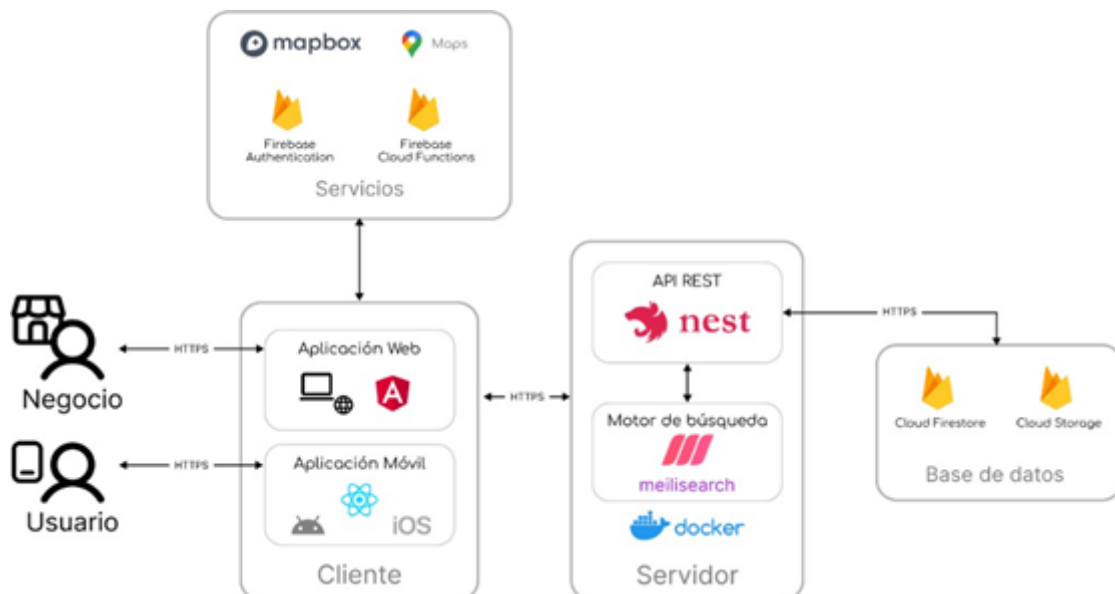 mapbox
Maps
Firebase
Authentication
Firebase
Cloud Functions
Servicios
Negocio
HTTPS
Usuario
HTTPS
Aplicación Web
A
Aplicación Móvil
iOS
Cliente
HTTPS
API REST
nest
Motor de búsqueda
meilisearch
docker
Servidor
HTTPS
Cloud Firestore
Cloud Storage
Base de datos